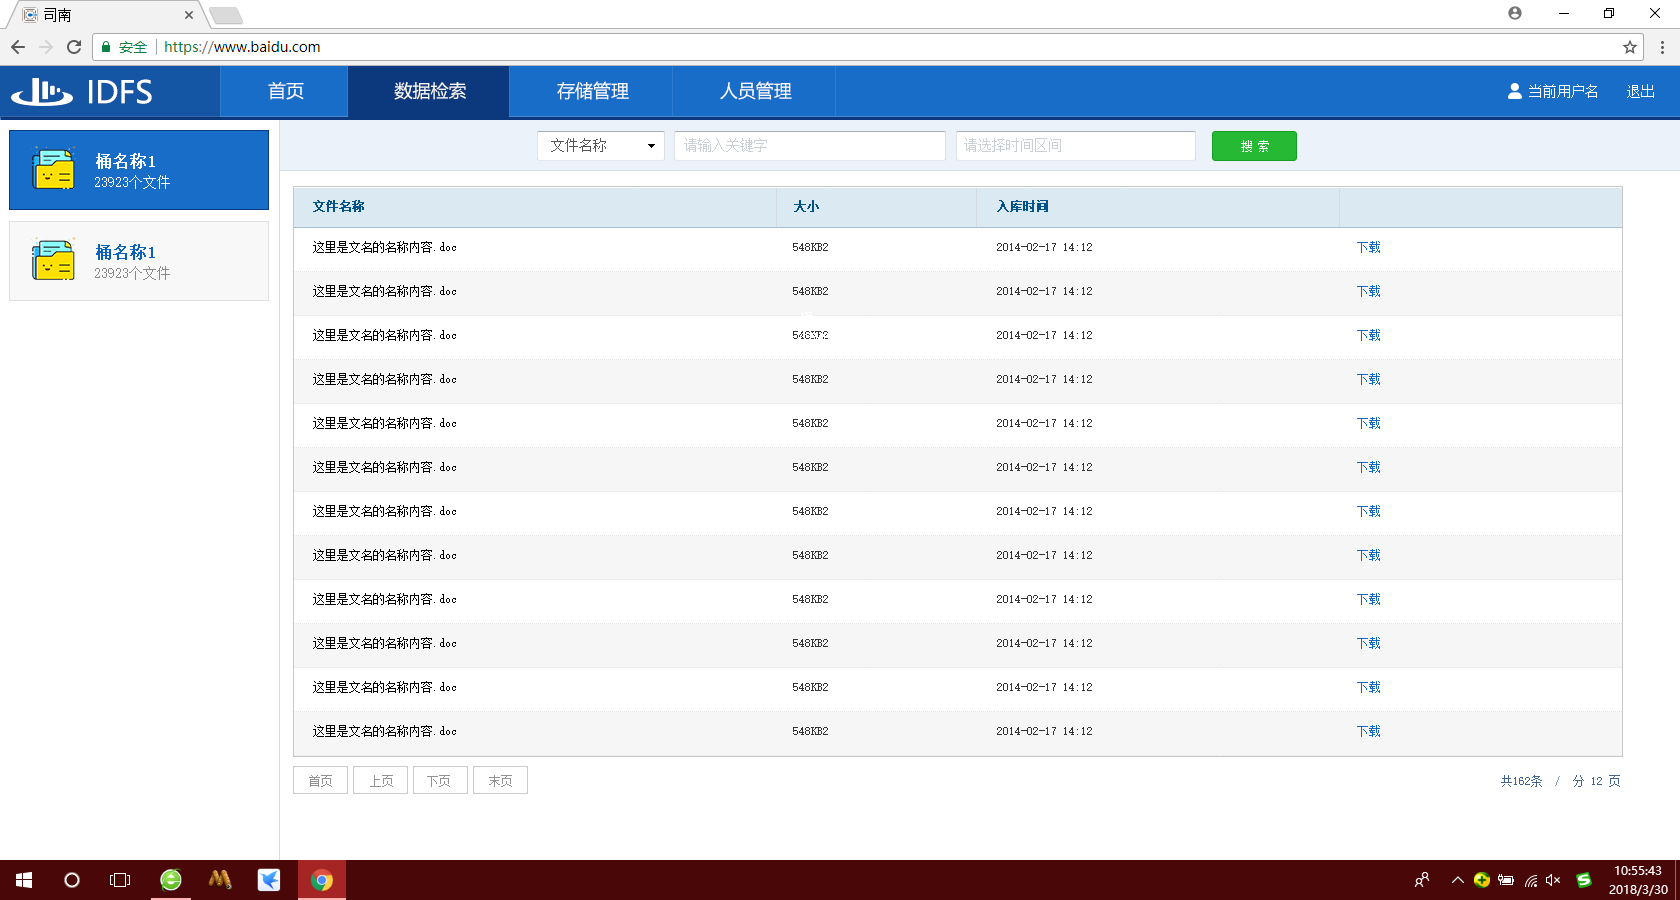 司南
安全 https://www.baidu.com
IDFS 首页 数据检索 存储管理 人员管理 当前用户名 退出
桶名称1
23923个文件
桶名称1
23923个文件
文件名称 请输入关键字 请选择时间区间 搜 索
文件名称 大小 入库时间
这里是文名的名称内容.doc 548KB2 2014-02-17 14:12 下载
这里是文名的名称内容.doc 548KB2 2014-02-17 14:12 下载
这里是文名的名称内容.doc 548KB2 2014-02-17 14:12 下载
这里是文名的名称内容.doc 548KB2 2014-02-17 14:12 下载
这里是文名的名称内容.doc 548KB2 2014-02-17 14:12 下载
这里是文名的名称内容.doc 548KB2 2014-02-17 14:12 下载
这里是文名的名称内容.doc 548KB2 2014-02-17 14:12 下载
这里是文名的名称内容.doc 548KB2 2014-02-17 14:12 下载
这里是文名的名称内容.doc 548KB2 2014-02-17 14:12 下载
这里是文名的名称内容.doc 548KB2 2014-02-17 14:12 下载
这里是文名的名称内容.doc 548KB2 2014-02-17 14:12 下载
这里是文名的名称内容.doc 548KB2 2014-02-17 14:12 下载
首页 上页 下页 末页 共162条 / 分 12 页
10:55:43
2018/3/30